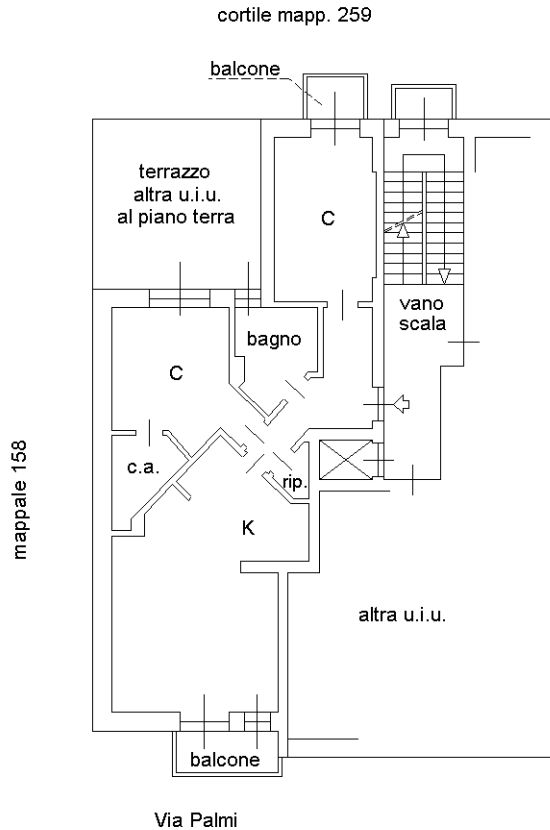 cortile mapp. 259
balcone
terrazzo
altra u.i.u.
al piano terra
C
vano
scala
bagno
C
c.a.
rip.
K
mappale 158
altra u.i.u.
balcone
Via Palmi